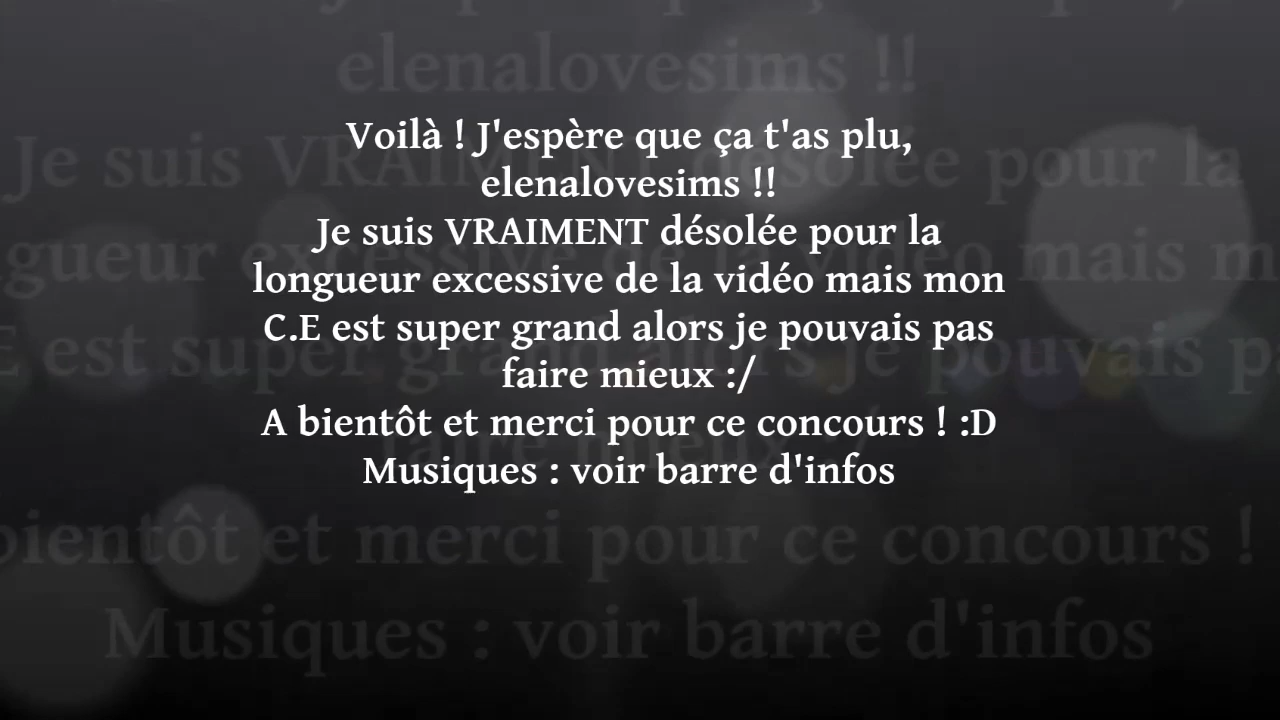 Voilà ! J'espère que ça t'as plu,
elenalovesims !!
Je suis VRAIMENT désolée pour la
longueur excessive de la vidéo mais mon
C.E est super grand alors je pouvais pas
faire mieux :/
A bientôt et merci pour ce concours ! :D
Musiques : voir barre d'infos